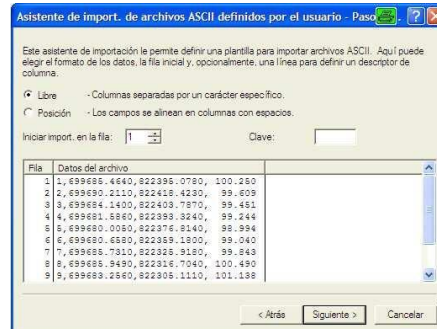 Asistente de import. de archivos ASCII definidos por el usuario - Paso
Este asistente de importación le permite definir una plantilla para importar archivos ASCII. Aquí puede
elegir el formato de los datos, la fila inicial y, opcionalmente, una línea para definir un descriptor de
columna.
Libre - Columnas separadas por un carácter específico.
Posición - Los campos se alinean en columnas con espacios.
Iniciar import. en la fila: 1 Clave:
Fila Datos del archivo
1 1,699685.4640,822395.0780, 100.250
2 2,699690.2110,822418.4230, 99.609
3 3,699684.1400,822403.7870, 99.451
4 4,699681.5860,822393.3240, 99.244
5 5,699680.0050,822376.8140, 98.994
6 6,699680.6580,822359.1800, 99.040
7 7,699685.7310,822325.9180, 99.843
8 8,699685.9490,822316.7040, 100.490
9 9,699683.2560,822305.1110, 101.138
< Atrás Siguiente > Cancelar